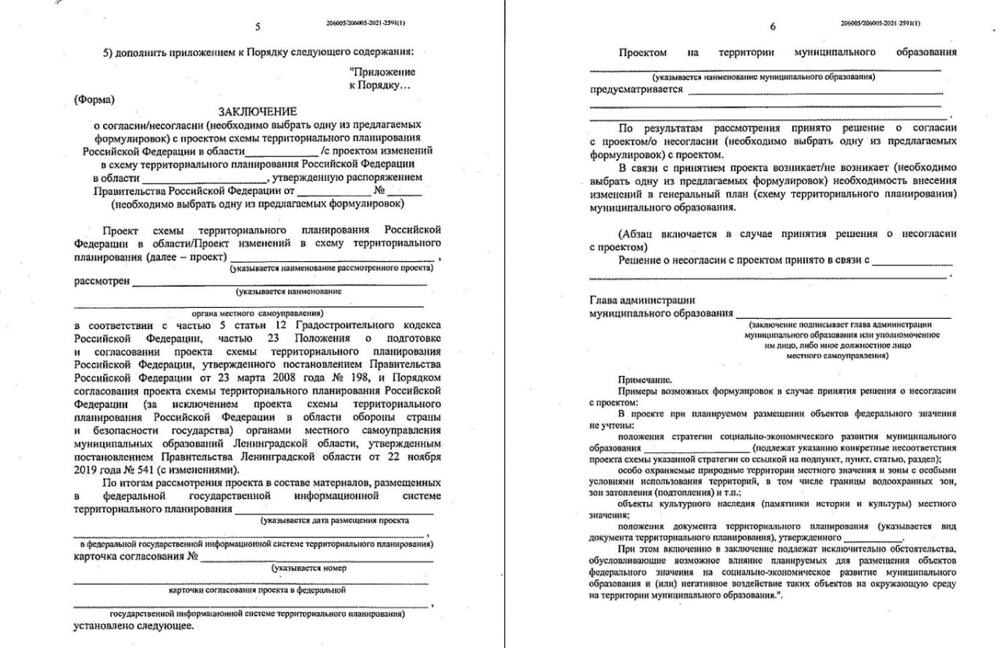 5
206005/206005-2021-2591(1)
5) дополнить приложением к Порядку следующего содержания:
"Приложение
к Порядку…
(Форма)
ЗАКЛЮЧЕНИЕ
о согласии/несогласии (необходимо выбрать одну из предлагаемых
формулировок) с проектом схемы территориального планирования
Российской Федерации в области______________ /с проектом изменений
в схему территориального планирования Российской Федерации
в области ________________________, утвержденную распоряжением
Правительства Российской Федерации от ______________ № _______
(необходимо выбрать одну из предлагаемых формулировок)
Проект схемы территориального планирования Российской
Федерации в области/Проект изменений в схему территориального
планирования (далее – проект) ________________________________________ ,
(указывается наименование рассмотренного проекта)
рассмотрен ____________________________________________________________
(указывается наименование
_______________________________________________________________________
органа местного самоуправления)
в соответствии с частью 5 статьи 12 Градостроительного кодекса
Российской Федерации, частью 23 Положения о подготовке
и согласовании проекта схемы территориального планирования
Российской Федерации, утвержденного постановлением Правительства
Российской Федерации от 23 марта 2008 года № 198, и Порядком
согласования проекта схемы территориального планирования Российской
Федерации (за исключением проекта схемы территориального
планирования Российской Федерации в области обороны страны
и безопасности государства) органами местного самоуправления
муниципальных образований Ленинградской области, утвержденным
постановлением Правительства Ленинградской области от 22 ноября
2019 года № 541 (с изменениями).
По итогам рассмотрения проекта в составе материалов, размещенных
в федеральной государственной информационной системе
территориального планирования _______________________________________
(указывается дата размещения проекта
____________________________________________________________________ ,
в федеральной государственной информационной системе территориального планирования)
карточка согласования № _____________________________________________
(указывается номер
____________________________________________________________________
карточки согласования проекта в федеральной
____________________________________________________________________ ,
государственной информационной системе территориального планирования)
установлено следующее.
6
206005/206005-2021-2591(1)
Проектом на территории муниципального образования
____________________________________________________________________
(указывается наименование муниципального образования)
предусматривается __________________________________________________
____________________________________________________________________
____________________________________________________________________ .
По результатам рассмотрения принято решение о согласии
с проектом/о несогласии (необходимо выбрать одну из предлагаемых
формулировок) с проектом.
В связи с принятием проекта возникает/не возникает (необходимо
выбрать одну из предлагаемых формулировок) необходимость внесения
изменений в генеральный план (схему территориального планирования)
муниципального образования.
(Абзац включается в случае принятия решения о несогласии
с проектом)
Решение о несогласии с проектом принято в связи с ________________
____________________________________________________________________ .
Глава администрации
муниципального образования __________________________________________
(заключение подписывает глава администрации
муниципального образования или уполномоченное
им лицо, либо иное должностное лицо
местного самоуправления)
Примечание.
Примеры возможных формулировок в случае принятия решения о несогласии
с проектом:
В проекте при планируемом размещении объектов федерального значения
не учтены:
положения стратегии социально-экономического развития муниципального
образования ______________________ (подлежат указанию конкретные несоответствия
проекта схемы указанной стратегии со ссылкой на подпункт, пункт, статью, раздел);
особо охраняемые природные территории местного значения и зоны с особыми
условиями использования территорий, в том числе границы водоохранных зон,
зон затопления (подтопления) и т.п.;
объекты культурного наследия (памятники истории и культуры) местного
значения;
положения документа территориального планирования (указывается вид
документа территориального планирования), утвержденного ____________.
При этом включению в заключение подлежат исключительно обстоятельства,
обусловливающие возможное влияние планируемых для размещения объектов
федерального значения на социально-экономическое развитие муниципального
образования и (или) негативное воздействие таких объектов на окружающую среду
на территории муниципального образования.".